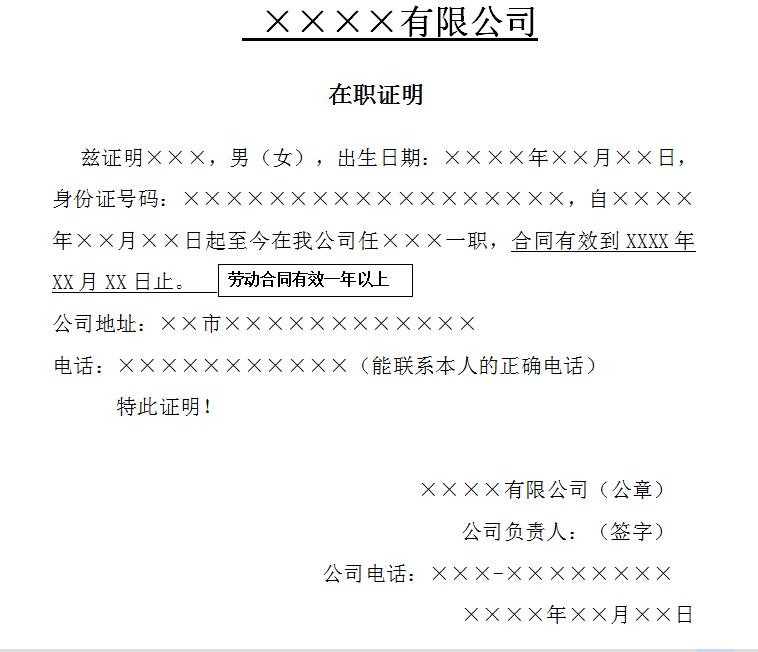 ××××有限公司
在职证明
兹证明×××，男（女），出生日期：××××年××月××日，
身份证号码：××××××××××××××××××，自××××
年××月××日起至今在我公司任×××一职，合同有效到 XXXX 年
XX 月 XX 日止。 劳动合同有效一年以上
公司地址：××市××××××××××××
电话：×××××××××××（能联系本人的正确电话）
特此证明！
××××有限公司（公章）
公司负责人：（签字）
公司电话：×××-××××××××
××××年××月××日